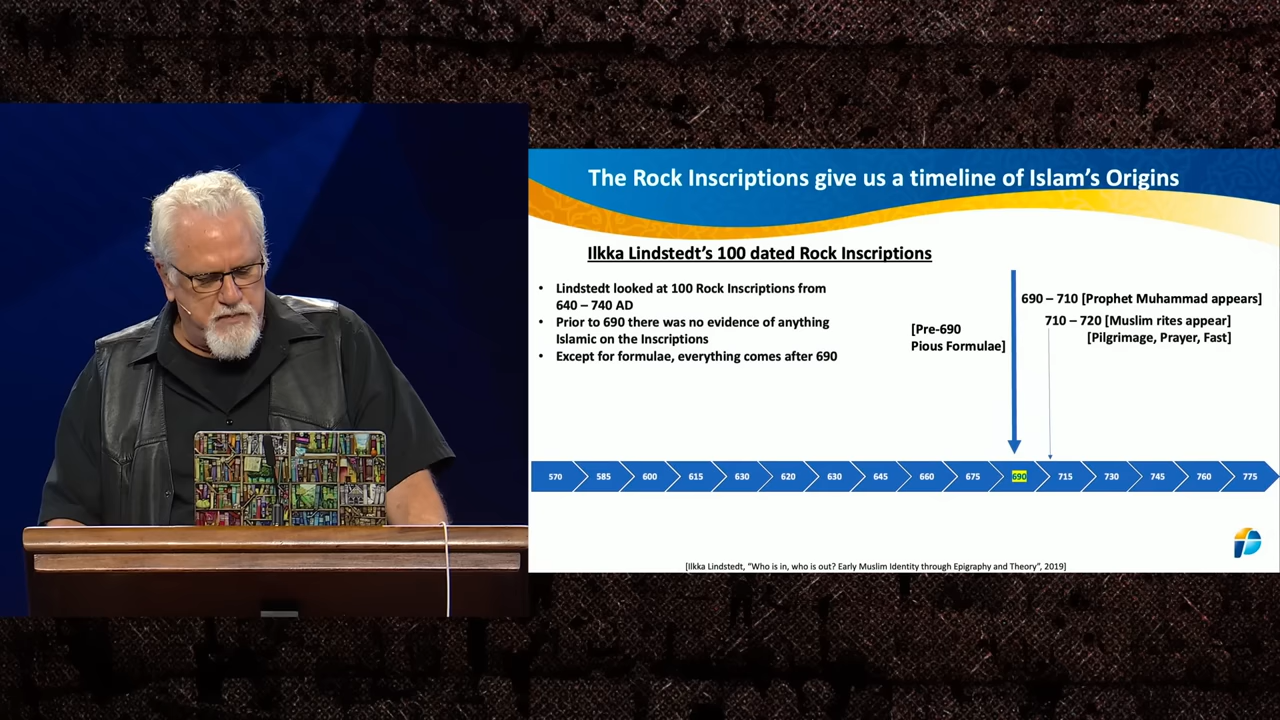 The Rock Inscriptions give us a timeline of Islam's Origins
Ilkka Lindstedt's 100 dated Rock Inscriptions
• Lindstedt looked at 100 Rock Inscriptions from
640 – 740 AD
• Prior to 690 there was no evidence of anything
Islamic on the Inscriptions
• Except for formulae, everything comes after 690
[Pre-690
Pious Formulae]
690 – 710 [Prophet Muhammad appears]
710 – 720 [Muslim rites appear]
[Pilgrimage, Prayer, Fast]
570 585 600 615 630 620 630 645 660 675 690 715 730 745 760 775
[Ilkka Lindstedt, "Who is in, who is out? Early Muslim Identity through Epigraphy and Theory", 2019]